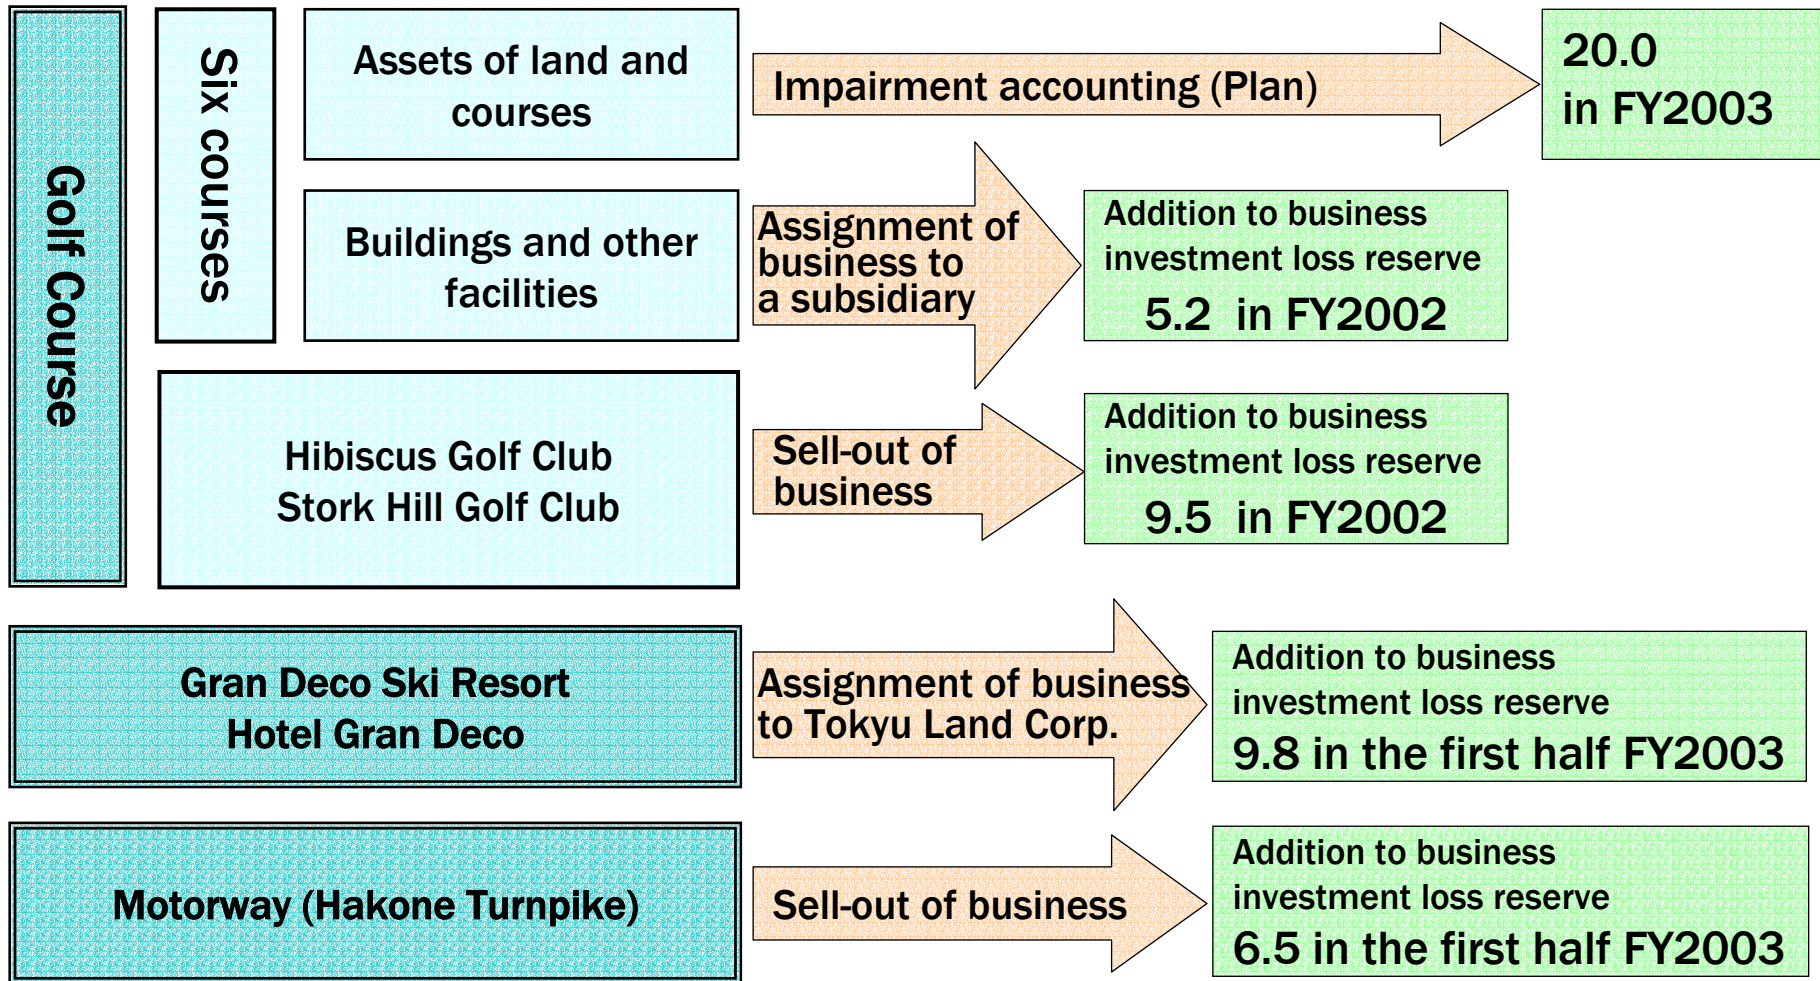 Golf Course
Six courses
Assets of land and
courses
Impairment accounting (Plan)
20.0
in FY2003
Buildings and other
facilities
Assignment of
business to
a subsidiary
Addition to business
investment loss reserve
5.2 in FY2002
Hibiscus Golf Club
Stork Hill Golf Club
Sell-out of
business
Addition to business
investment loss reserve
9.5 in FY2002
Gran Deco Ski Resort
Hotel Gran Deco
Assignment of business
to Tokyu Land Corp.
Addition to business
investment loss reserve
9.8 in the first half FY2003
Motorway (Hakone Turnpike)
Sell-out of business
Addition to business
investment loss reserve
6.5 in the first half FY2003